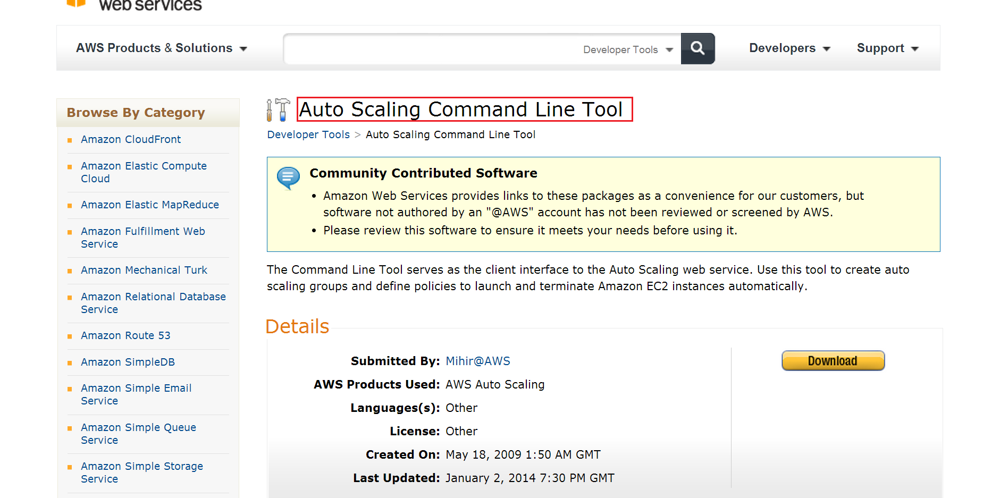 web services
AWS Products & Solutions
Developer Tools
Developers
Support
Browse By Category
Amazon CloudFront
Amazon Elastic Compute
Cloud
Amazon Elastic MapReduce
Amazon Fulfillment Web
Service
Amazon Mechanical Turk
Amazon Relational Database
Service
Amazon Route 53
Amazon SimpleDB
Amazon Simple Email
Service
Amazon Simple Queue
Service
Amazon Simple Storage
Service
Auto Scaling Command Line Tool
Developer Tools > Auto Scaling Command Line Tool
Community Contributed Software
• Amazon Web Services provides links to these packages as a convenience for our customers, but
software not authored by an "@AWS" account has not been reviewed or screened by AWS.
• Please review this software to ensure it meets your needs before using it.
The Command Line Tool serves as the client interface to the Auto Scaling web service. Use this tool to create auto
scaling groups and define policies to launch and terminate Amazon EC2 instances automatically.
Details
Submitted By: Mihir@AWS
AWS Products Used: AWS Auto Scaling
Languages(s): Other
License: Other
Created On: May 18, 2009 1:50 AM GMT
Last Updated: January 2, 2014 7:30 PM GMT
Download